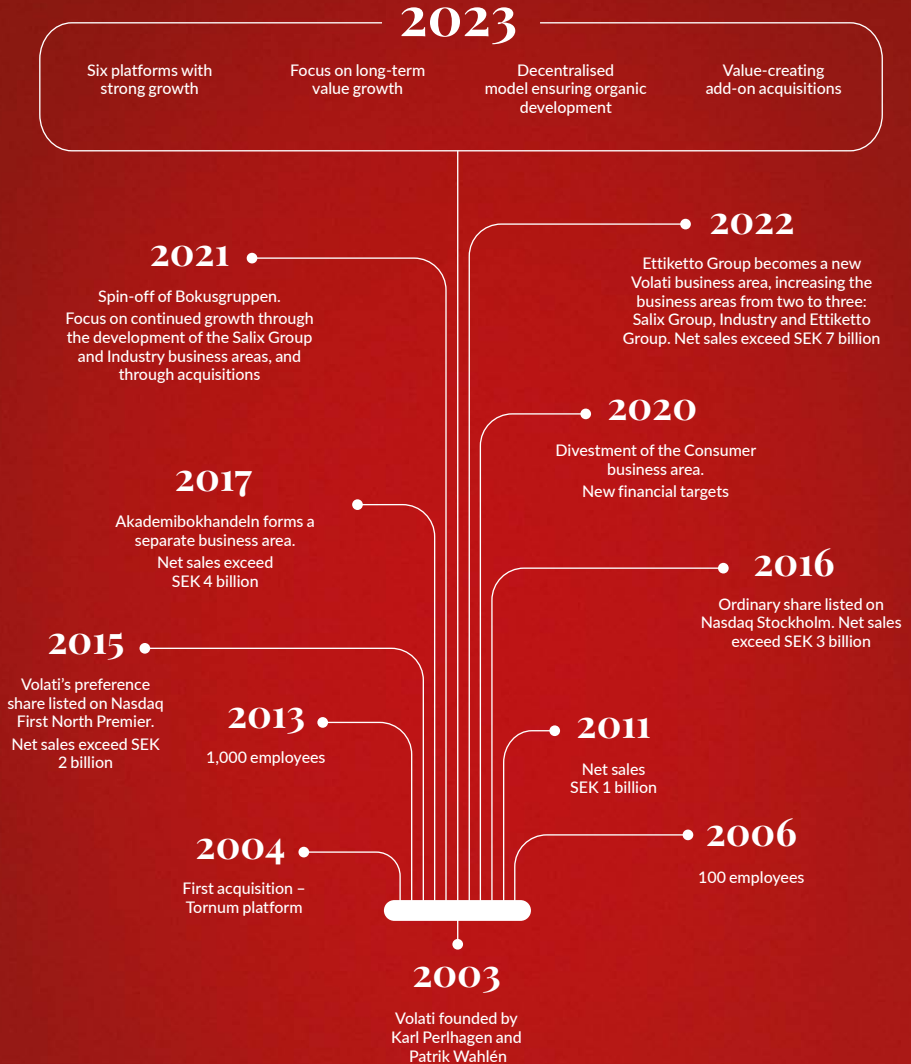 2023
Six platforms with
strong growth
Focus on long-term
value growth
Decentralised
model ensuring organic
development
Value-creating
add-on acquisitions
2022
Ettiketto Group becomes a new
Volati business area, increasing the
business areas from two to three:
Salix Group, Industry and Ettiketto
Group. Net sales exceed SEK 7 billion
2021
Spin-off of Bokusgruppen.
Focus on continued growth through
the development of the Salix Group
and Industry business areas, and
through acquisitions
2020
Divestment of the Consumer
business area.
New financial targets
2017
Akademibokhandeln forms a
separate business area.
Net sales exceed
SEK 4 billion
2016
Ordinary share listed on
Nasdaq Stockholm. Net sales
exceed SEK 3 billion
2015
Volati’s preference
share listed on Nasdaq
First North Premier.
Net sales exceed SEK
2 billion
2013
1,000 employees
2011
Net sales
SEK 1 billion
2006
100 employees
2004
First acquisition –
Tornum platform
2003
Volati founded by
Karl Perlhagen and
Patrik Wahlén